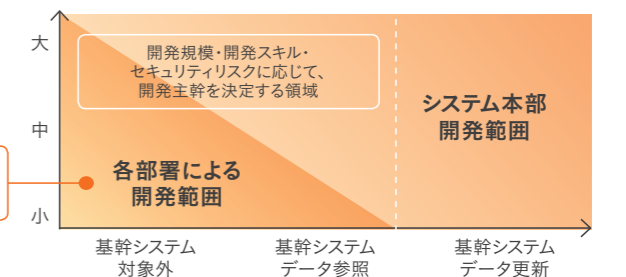 大
中
小
開発規模・開発スキル・
セキュリティリスクに応じて、
開発主幹を決定する領域
システム本部
開発範囲
各部署による
開発範囲
基幹システム
対象外
基幹システム
データ参照
基幹システム
データ更新